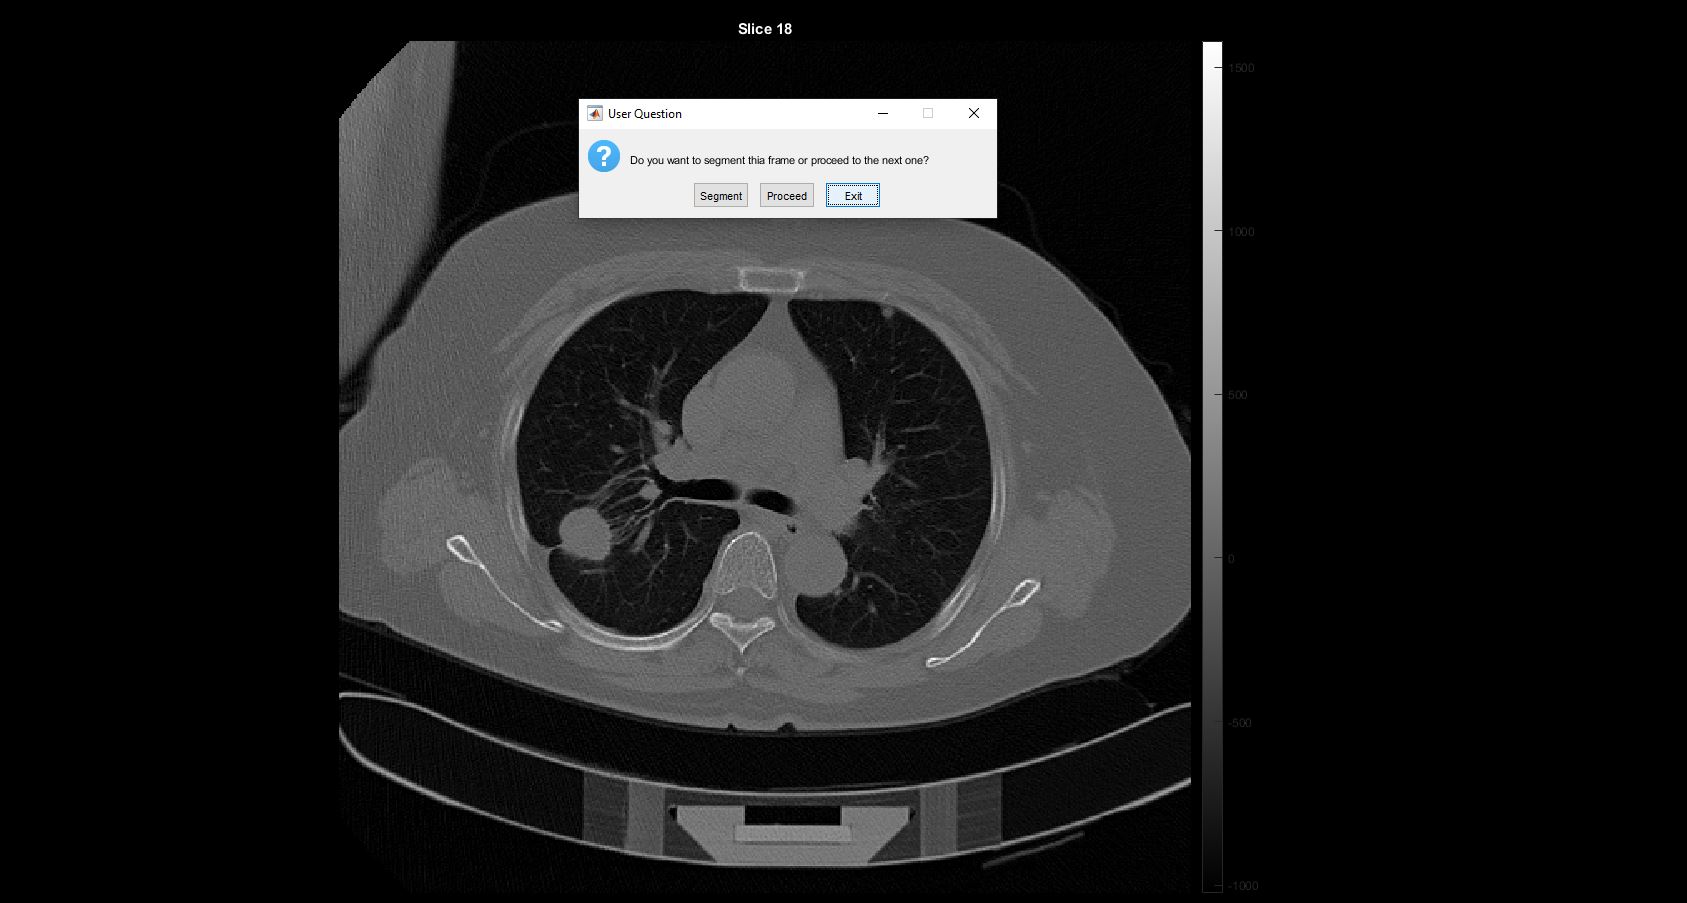 Slice 18
User Question
Do you want to segment thia frame or proceed to the next one?
Segment Proceed Exit
1500
1000
500
0
-500
-1000